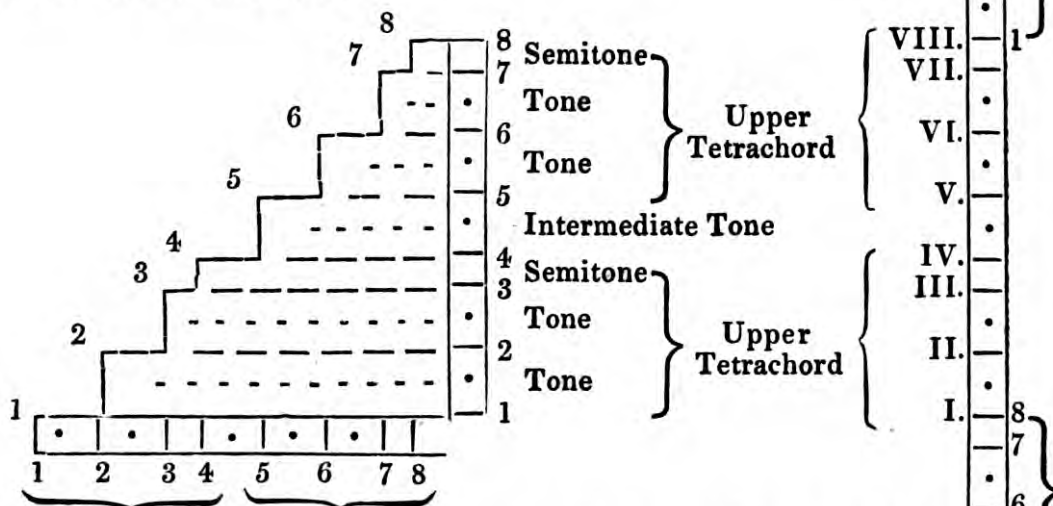 8
8 Semitone VIII. 1
7
7 VII.
Tone
6
6 Upper Tetrachord VI.
Tone
5
5 V.
Intermediate Tone
4
4 IV.
Semitone
3
3 III.
Tone
2
2 Upper Tetrachord II.
Tone
1
1 I. 8
7
1 2 3 4 5 6 7 8
6